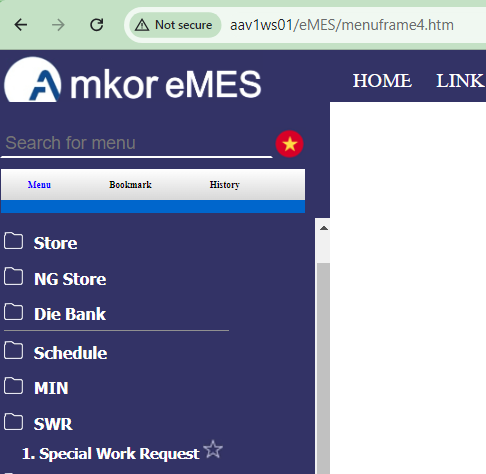 Not secure aav1ws01/eMES/menuframe4.htm
Amkor eMES HOME LINK
Search for menu
Menu Bookmark History
Store
NG Store
Die Bank
Schedule
MIN
SWR
1. Special Work Request